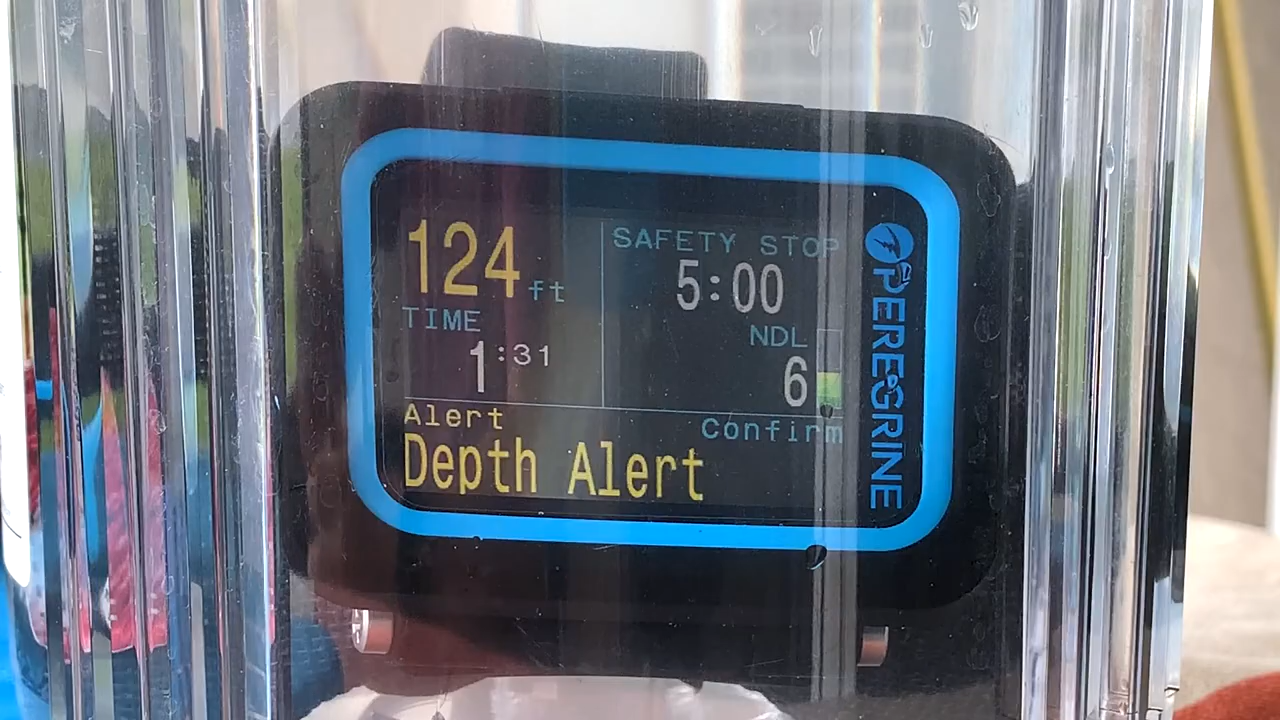 124 ft
TIME
1:31
SAFETY STOP
5:00
NDL
6
Alert
Confirm
Depth Alert
PEREGRINE